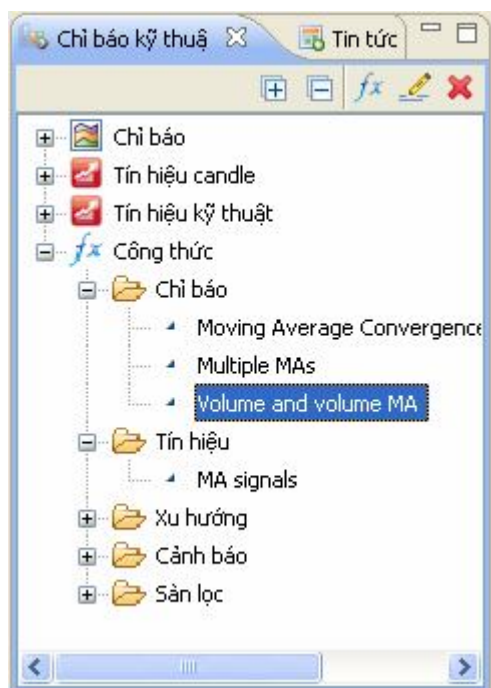 Chỉ báo kỹ thuậ Tin tức
fx
Chỉ báo
Tín hiệu candle
Tín hiệu kỹ thuật
fx Công thức
Chỉ báo
Moving Average Convergence
Multiple MAs
Volume and volume MA
Tín hiệu
MA signals
Xu hướng
Cảnh báo
Sàn lọc